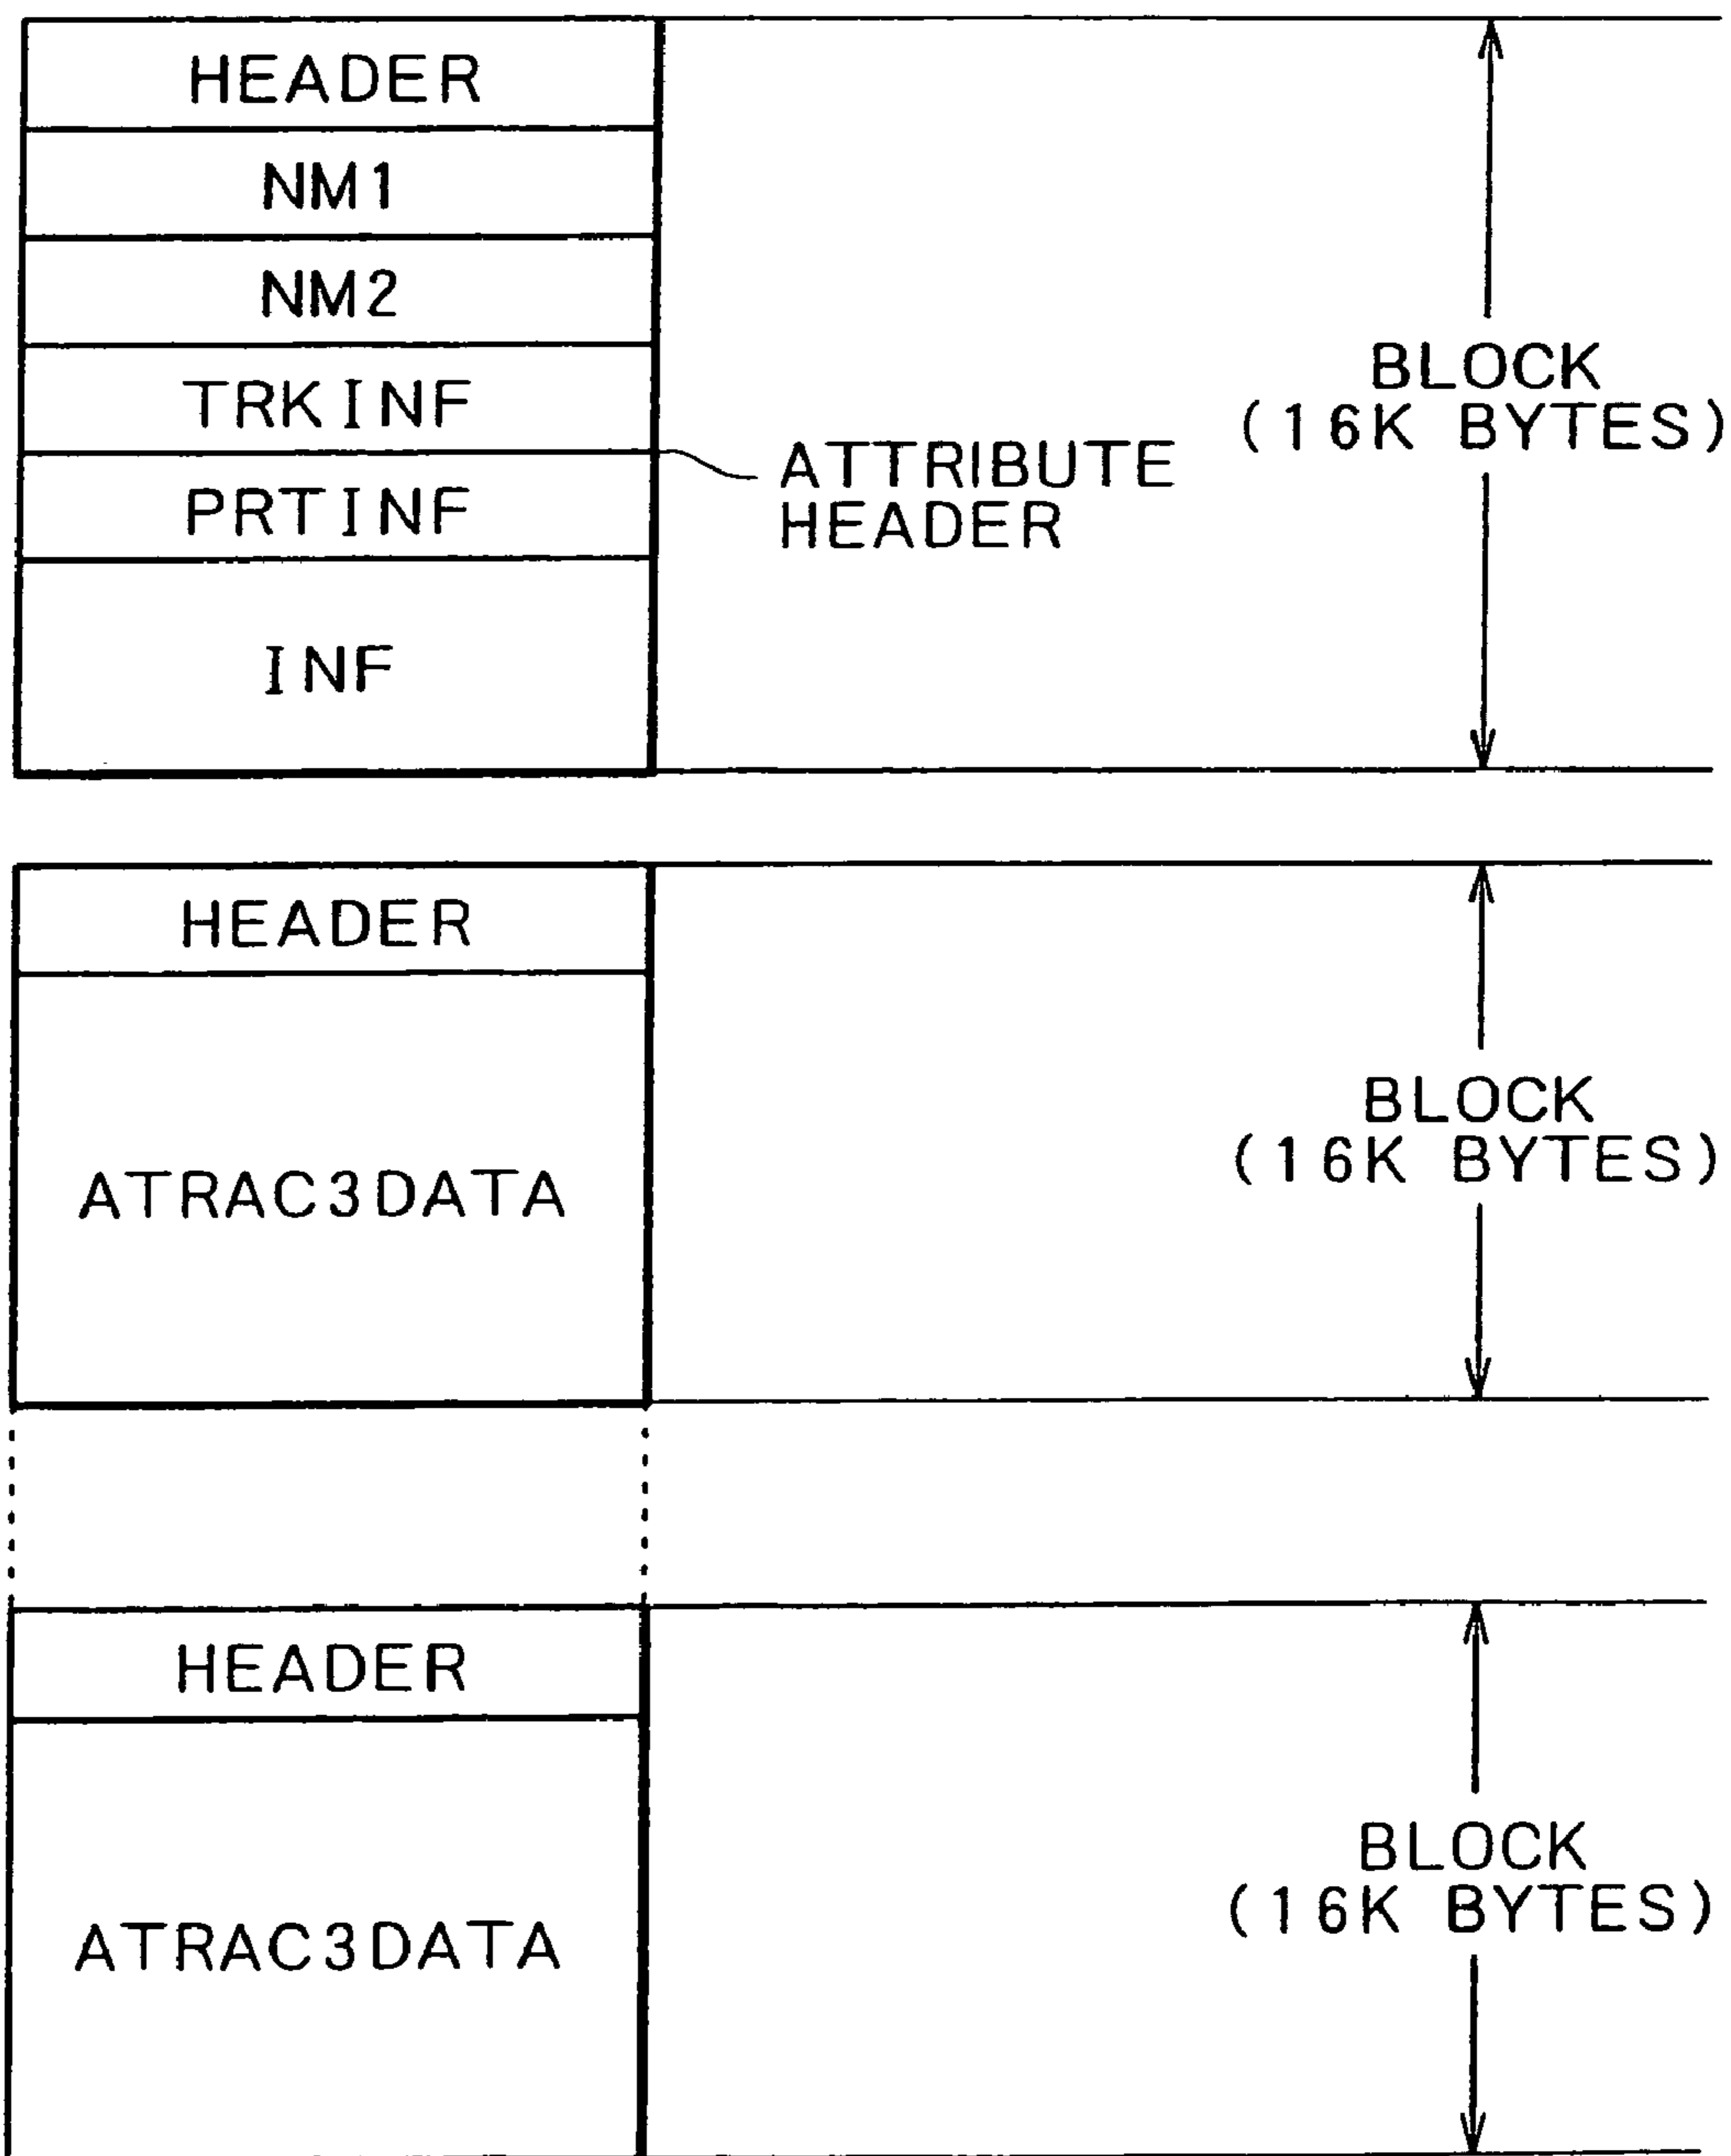 HEADER
NM1
NM2
TRKINF
PRTINF
INF
ATTRIBUTE
HEADER
BLOCK
(16K BYTES)
HEADER
ATRAC3DATA
BLOCK
(16K BYTES)
HEADER
ATRAC3DATA
BLOCK
(16K BYTES)